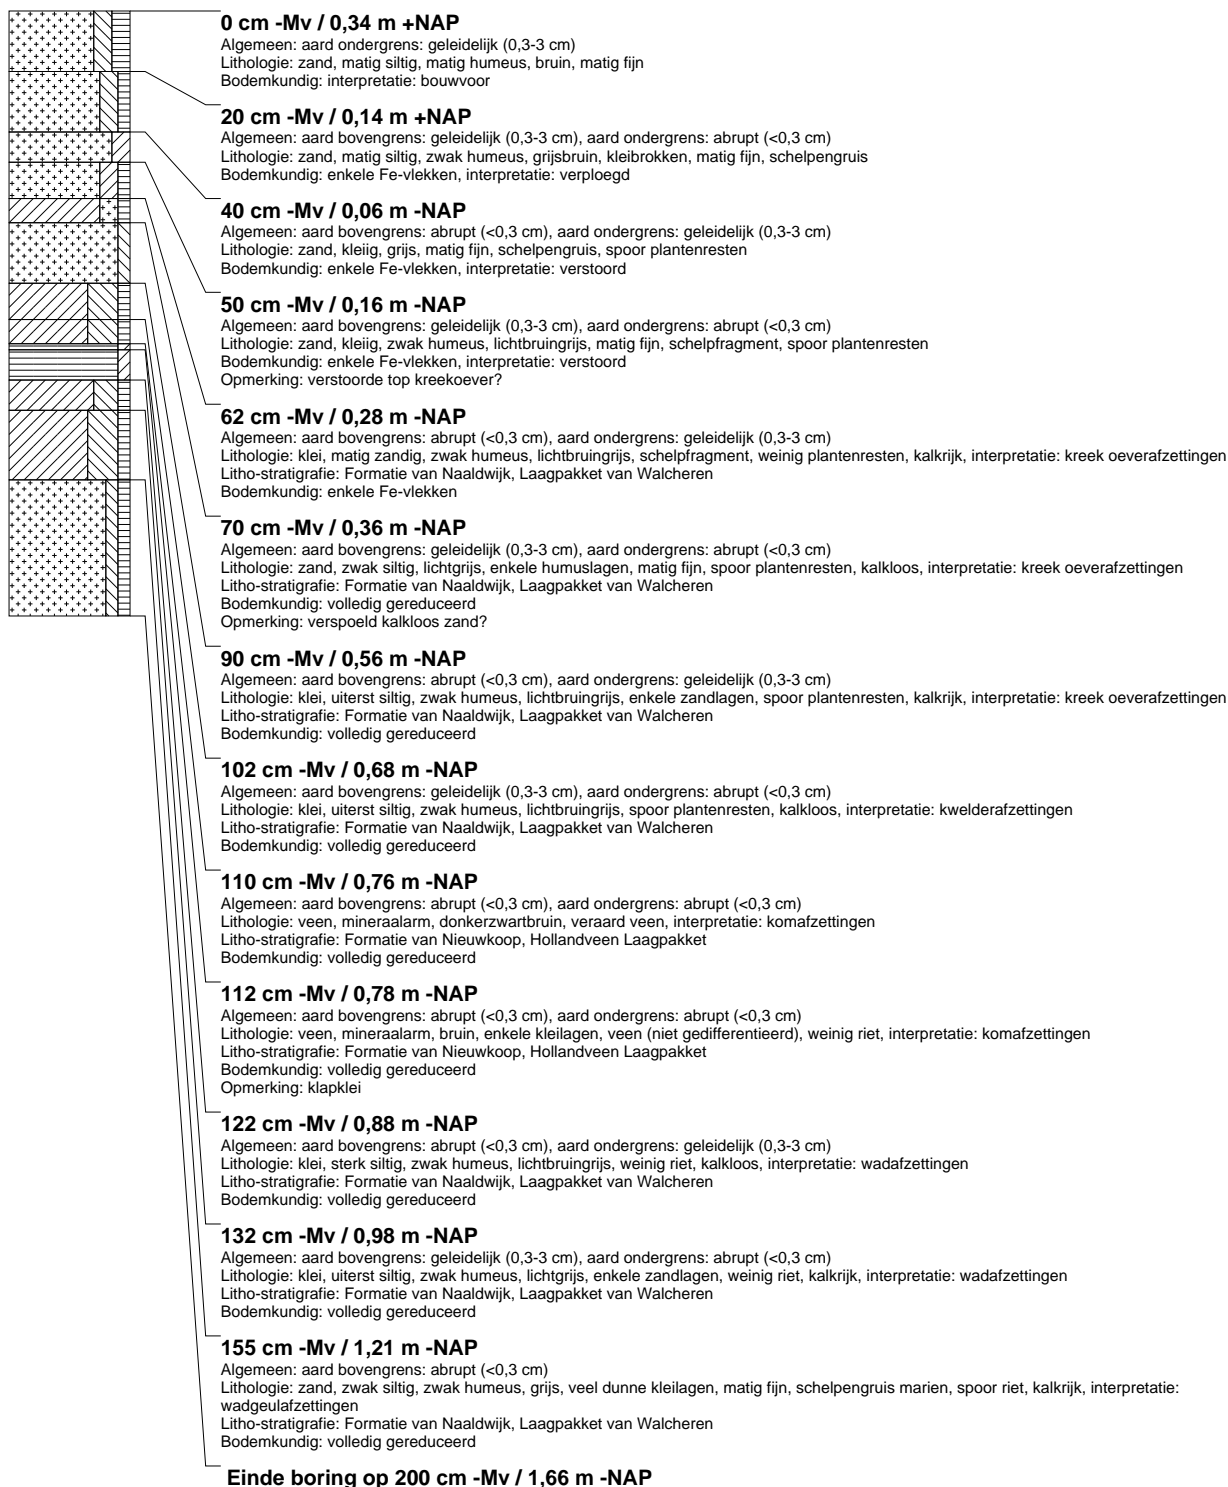 0 cm -Mv / 0,34 m +NAP
Algemeen: aard ondergrens: geleidelijk (0,3-3 cm)
Lithologie: zand, matig siltig, matig humeus, bruin, matig fijn
Bodemkundig: interpretatie: bouwvoor
20 cm -Mv / 0,14 m +NAP
Algemeen: aard bovengrens: geleidelijk (0,3-3 cm), aard ondergrens: abrupt (<0,3 cm)
Lithologie: zand, matig siltig, zwak humeus, grijsbruin, kleibrokken, matig fijn, schelpengruis
Bodemkundig: enkele Fe-vlekken, interpretatie: verploegd
40 cm -Mv / 0,06 m -NAP
Algemeen: aard bovengrens: abrupt (<0,3 cm), aard ondergrens: geleidelijk (0,3-3 cm)
Lithologie: zand, kleiig, grijs, matig fijn, schelpengruis, spoor plantenresten
Bodemkundig: enkele Fe-vlekken, interpretatie: verstoord
50 cm -Mv / 0,16 m -NAP
Algemeen: aard bovengrens: geleidelijk (0,3-3 cm), aard ondergrens: abrupt (<0,3 cm)
Lithologie: zand, kleiig, zwak humeus, lichtbruingrijs, matig fijn, schelpfragment, spoor plantenresten
Bodemkundig: enkele Fe-vlekken, interpretatie: verstoord
Opmerking: verstoorde top kreekoever?
62 cm -Mv / 0,28 m -NAP
Algemeen: aard bovengrens: abrupt (<0,3 cm), aard ondergrens: geleidelijk (0,3-3 cm)
Lithologie: klei, matig zandig, zwak humeus, lichtbruingrijs, schelpfragment, weinig plantenresten, kalkrijk, interpretatie: kreek oeverafzettingen
Litho-stratigrafie: Formatie van Naaldwijk, Laagpakket van Walcheren
Bodemkundig: enkele Fe-vlekken
70 cm -Mv / 0,36 m -NAP
Algemeen: aard bovengrens: geleidelijk (0,3-3 cm), aard ondergrens: abrupt (<0,3 cm)
Lithologie: zand, zwak siltig, lichtgrijs, enkele humuslagen, matig fijn, spoor plantenresten, kalkloos, interpretatie: kreek oeverafzettingen
Litho-stratigrafie: Formatie van Naaldwijk, Laagpakket van Walcheren
Bodemkundig: volledig gereduceerd
Opmerking: verspoeld kalkloos zand?
90 cm -Mv / 0,56 m -NAP
Algemeen: aard bovengrens: abrupt (<0,3 cm), aard ondergrens: geleidelijk (0,3-3 cm)
Lithologie: klei, uiterst siltig, zwak humeus, lichtbruingrijs, enkele zandlagen, spoor plantenresten, kalkrijk, interpretatie: kreek oeverafzettingen
Litho-stratigrafie: Formatie van Naaldwijk, Laagpakket van Walcheren
Bodemkundig: volledig gereduceerd
102 cm -Mv / 0,68 m -NAP
Algemeen: aard bovengrens: geleidelijk (0,3-3 cm), aard ondergrens: abrupt (<0,3 cm)
Lithologie: klei, uiterst siltig, zwak humeus, lichtbruingrijs, spoor plantenresten, kalkloos, interpretatie: kwelderafzettingen
Litho-stratigrafie: Formatie van Naaldwijk, Laagpakket van Walcheren
Bodemkundig: volledig gereduceerd
110 cm -Mv / 0,76 m -NAP
Algemeen: aard bovengrens: abrupt (<0,3 cm), aard ondergrens: abrupt (<0,3 cm)
Lithologie: veen, mineraalarm, donkerzwartbruin, veraard veen, interpretatie: komafzettingen
Litho-stratigrafie: Formatie van Nieuwkoop, Hollandveen Laagpakket
Bodemkundig: volledig gereduceerd
112 cm -Mv / 0,78 m -NAP
Algemeen: aard bovengrens: abrupt (<0,3 cm), aard ondergrens: abrupt (<0,3 cm)
Lithologie: veen, mineraalarm, bruin, enkele kleilagen, veen (niet gedifferentieerd), weinig riet, interpretatie: komafzettingen
Litho-stratigrafie: Formatie van Nieuwkoop, Hollandveen Laagpakket
Bodemkundig: volledig gereduceerd
Opmerking: klapklei
122 cm -Mv / 0,88 m -NAP
Algemeen: aard bovengrens: abrupt (<0,3 cm), aard ondergrens: geleidelijk (0,3-3 cm)
Lithologie: klei, sterk siltig, zwak humeus, lichtbruingrijs, weinig riet, kalkloos, interpretatie: wadafzettingen
Litho-stratigrafie: Formatie van Naaldwijk, Laagpakket van Walcheren
Bodemkundig: volledig gereduceerd
132 cm -Mv / 0,98 m -NAP
Algemeen: aard bovengrens: geleidelijk (0,3-3 cm), aard ondergrens: abrupt (<0,3 cm)
Lithologie: klei, uiterst siltig, zwak humeus, lichtgrijs, enkele zandlagen, weinig riet, kalkrijk, interpretatie: wadafzettingen
Litho-stratigrafie: Formatie van Naaldwijk, Laagpakket van Walcheren
Bodemkundig: volledig gereduceerd
155 cm -Mv / 1,21 m -NAP
Algemeen: aard bovengrens: abrupt (<0,3 cm)
Lithologie: zand, zwak siltig, zwak humeus, grijs, veel dunne kleilagen, matig fijn, schelpengruis marien, spoor riet, kalkrijk, interpretatie:
wadgeulafzettingen
Litho-stratigrafie: Formatie van Naaldwijk, Laagpakket van Walcheren
Bodemkundig: volledig gereduceerd
Einde boring op 200 cm -Mv / 1,66 m -NAP